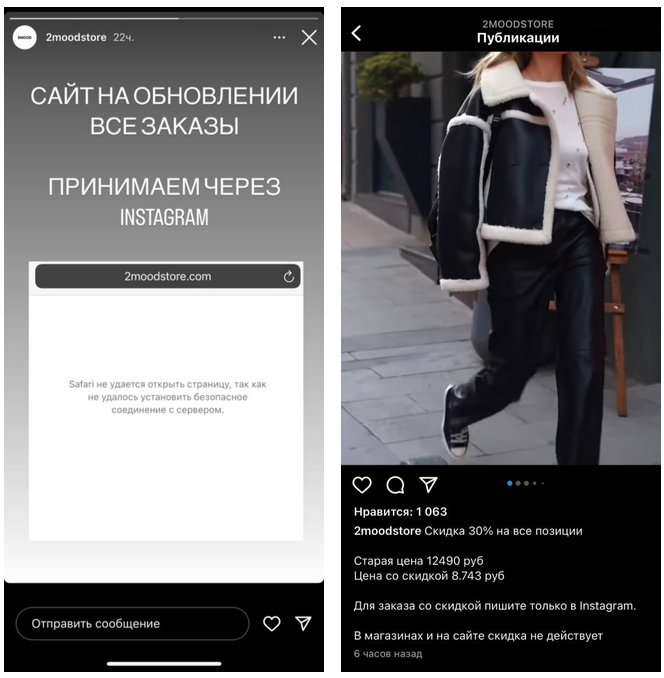 2moodstore 22ч.
САЙТ НА ОБНОВЛЕНИИ
ВСЕ ЗАКАЗЫ
ПРИНИМАЕМ ЧЕРЕЗ
INSTAGRAM
2moodstore.com
Safari не удается открыть страницу, так как
не удалось установить безопасное
соединение с сервером.
Отправить сообщение
2MOODSTORE
Публикации
Нравится: 1 063
2moodstore Скидка 30% на все позиции
Старая цена 12490 руб
Цена со скидкой 8.743 руб
Для заказа со скидкой пишите только в Instagram.
В магазинах и на сайте скидка не действует
6 часов назад